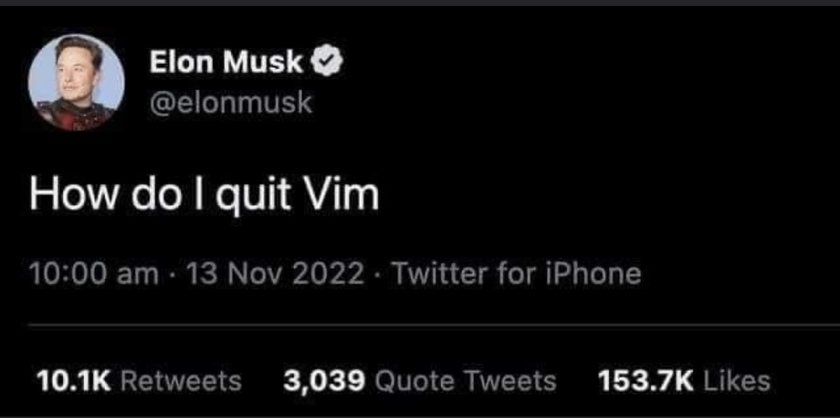 Elon Musk
@elonmusk
How do I quit Vim
10:00 am · 13 Nov 2022 · Twitter for iPhone
10.1K Retweets 3,039 Quote Tweets 153.7K Likes